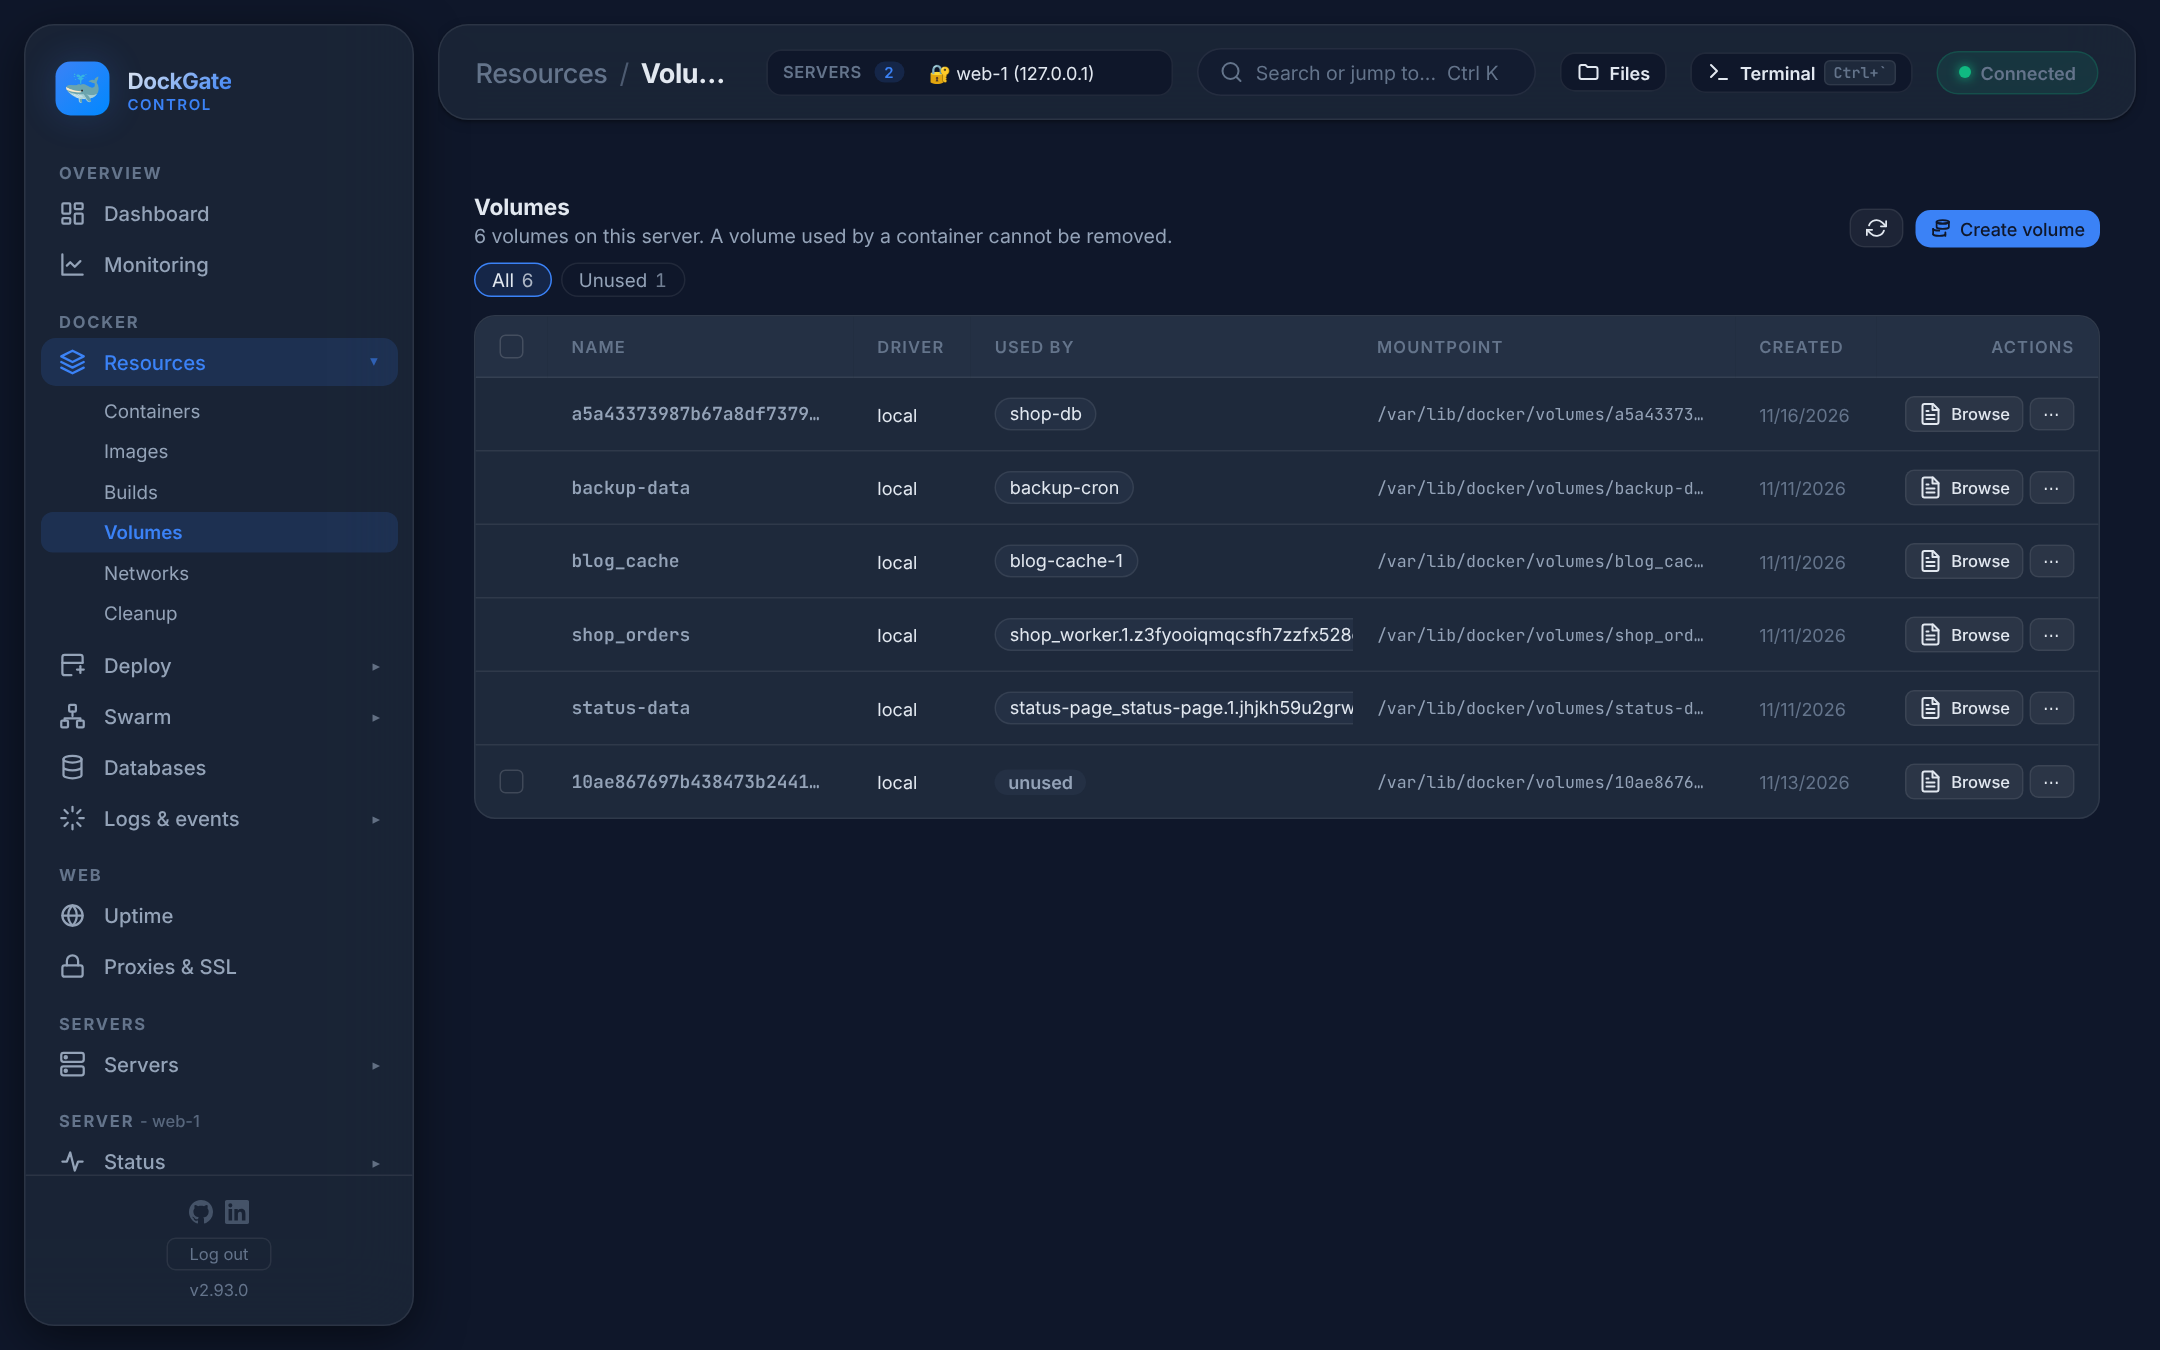 DockGate
CONTROL
OVERVIEW
Dashboard
Monitoring
DOCKER
Resources
Containers
Images
Builds
Volumes
Networks
Cleanup
Deploy
Swarm
Databases
Logs & events
WEB
Uptime
Proxies & SSL
SERVERS
Servers
SERVER - web-1
Status
Log out
v2.93.0
Resources / Volu...
SERVERS 2 web-1 (127.0.0.1)
Search or jump to... Ctrl K
Files
Terminal Ctrl+`
Connected
Volumes
6 volumes on this server. A volume used by a container cannot be removed.
Create volume
All 6 Unused 1
NAME DRIVER USED BY MOUNTPOINT CREATED ACTIONS
a5a43373987b67a8df7379… local shop-db /var/lib/docker/volumes/a5a43373… 11/16/2026 Browse ...
backup-data local backup-cron /var/lib/docker/volumes/backup-d… 11/11/2026 Browse ...
blog_cache local blog-cache-1 /var/lib/docker/volumes/blog_cac… 11/11/2026 Browse ...
shop_orders local shop_worker.1.z3fyooiqmqcsfh7zzfx528 /var/lib/docker/volumes/shop_ord… 11/11/2026 Browse ...
status-data local status-page_status-page.1.jhjkh59u2grw /var/lib/docker/volumes/status-d… 11/11/2026 Browse ...
10ae867697b438473b2441… local unused /var/lib/docker/volumes/10ae8676… 11/13/2026 Browse ...